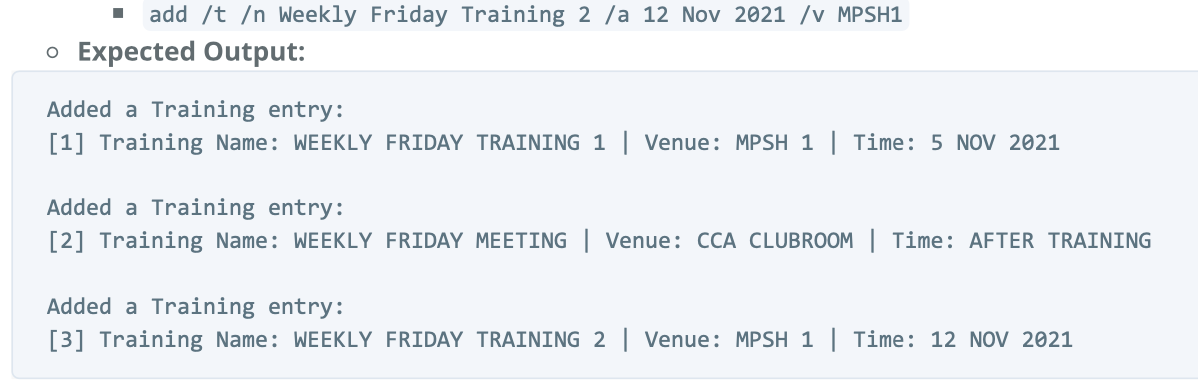 add /t /n Weekly Friday Training 2 /a 12 Nov 2021 /v MPSH1
Expected Output:
Added a Training entry:
[1] Training Name: WEEKLY FRIDAY TRAINING 1 | Venue: MPSH 1 | Time: 5 NOV 2021
Added a Training entry:
[2] Training Name: WEEKLY FRIDAY MEETING | Venue: CCA CLUBROOM | Time: AFTER TRAINING
Added a Training entry:
[3] Training Name: WEEKLY FRIDAY TRAINING 2 | Venue: MPSH 1 | Time: 12 NOV 2021